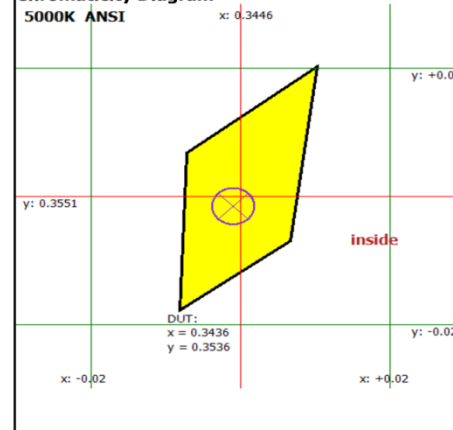 5000K ANSI
x: 0.3446
y: +0.0
y: 0.3551
inside
DUT:
x = 0.3436
y = 0.3536
y: -0.02
x: -0.02
x: +0.02